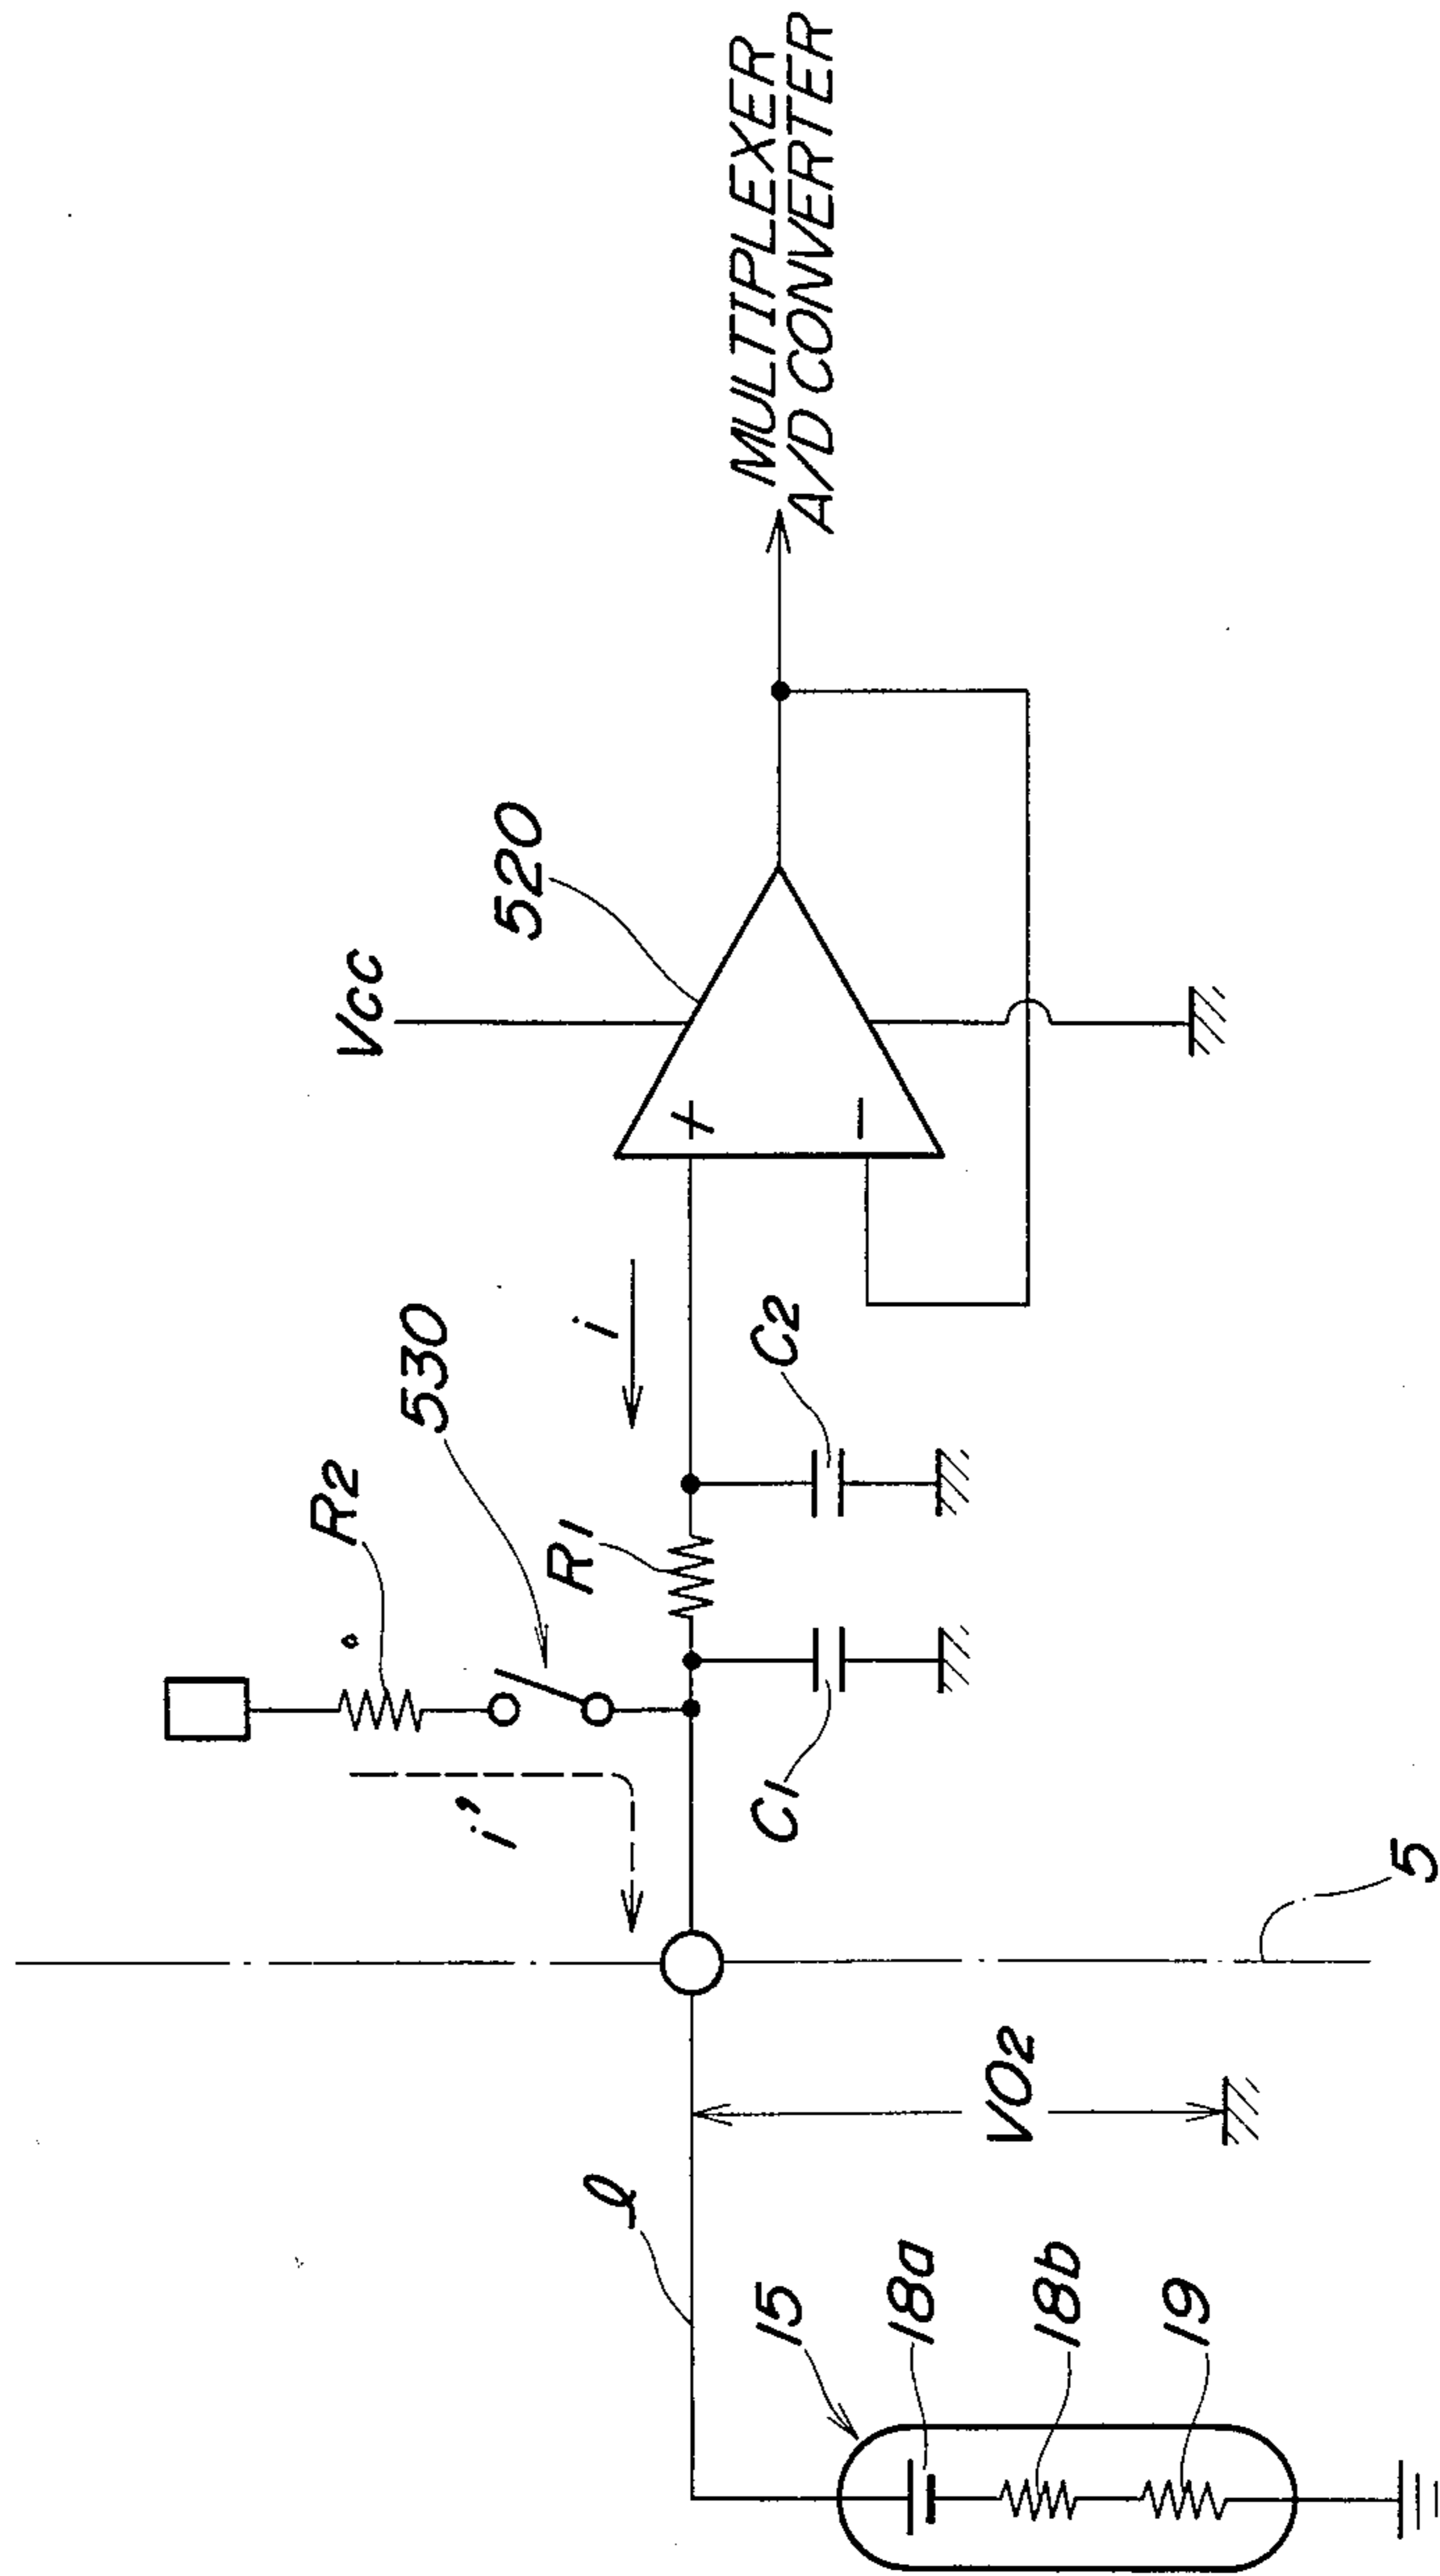 VCC
520
MULTIPLEXER
A/D CONVERTER
R2
530
i'
R1
i
C1
C2
+
−
ℓ
VO2
5
15
18a
18b
19